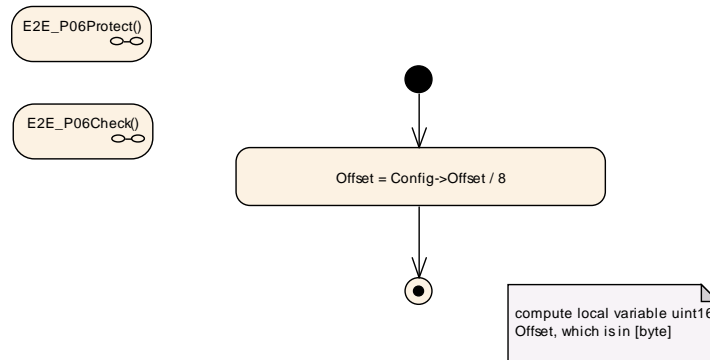 E2E_P06Protect()
E2E_P06Check()
Offset = Config->Offset / 8
compute local variable uint16
Offset, which is in [byte]